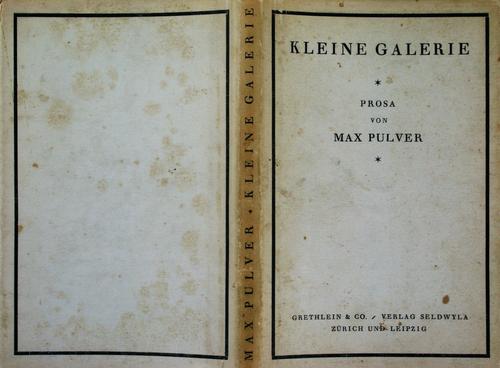 MAX PULVER • KLEINE GALERIE
KLEINE GALERIE
*
PROSA
VON
MAX PULVER
*
GRETHLEIN & CO. / VERLAG SELDWYLA
ZÜRICH UND LEIPZIG